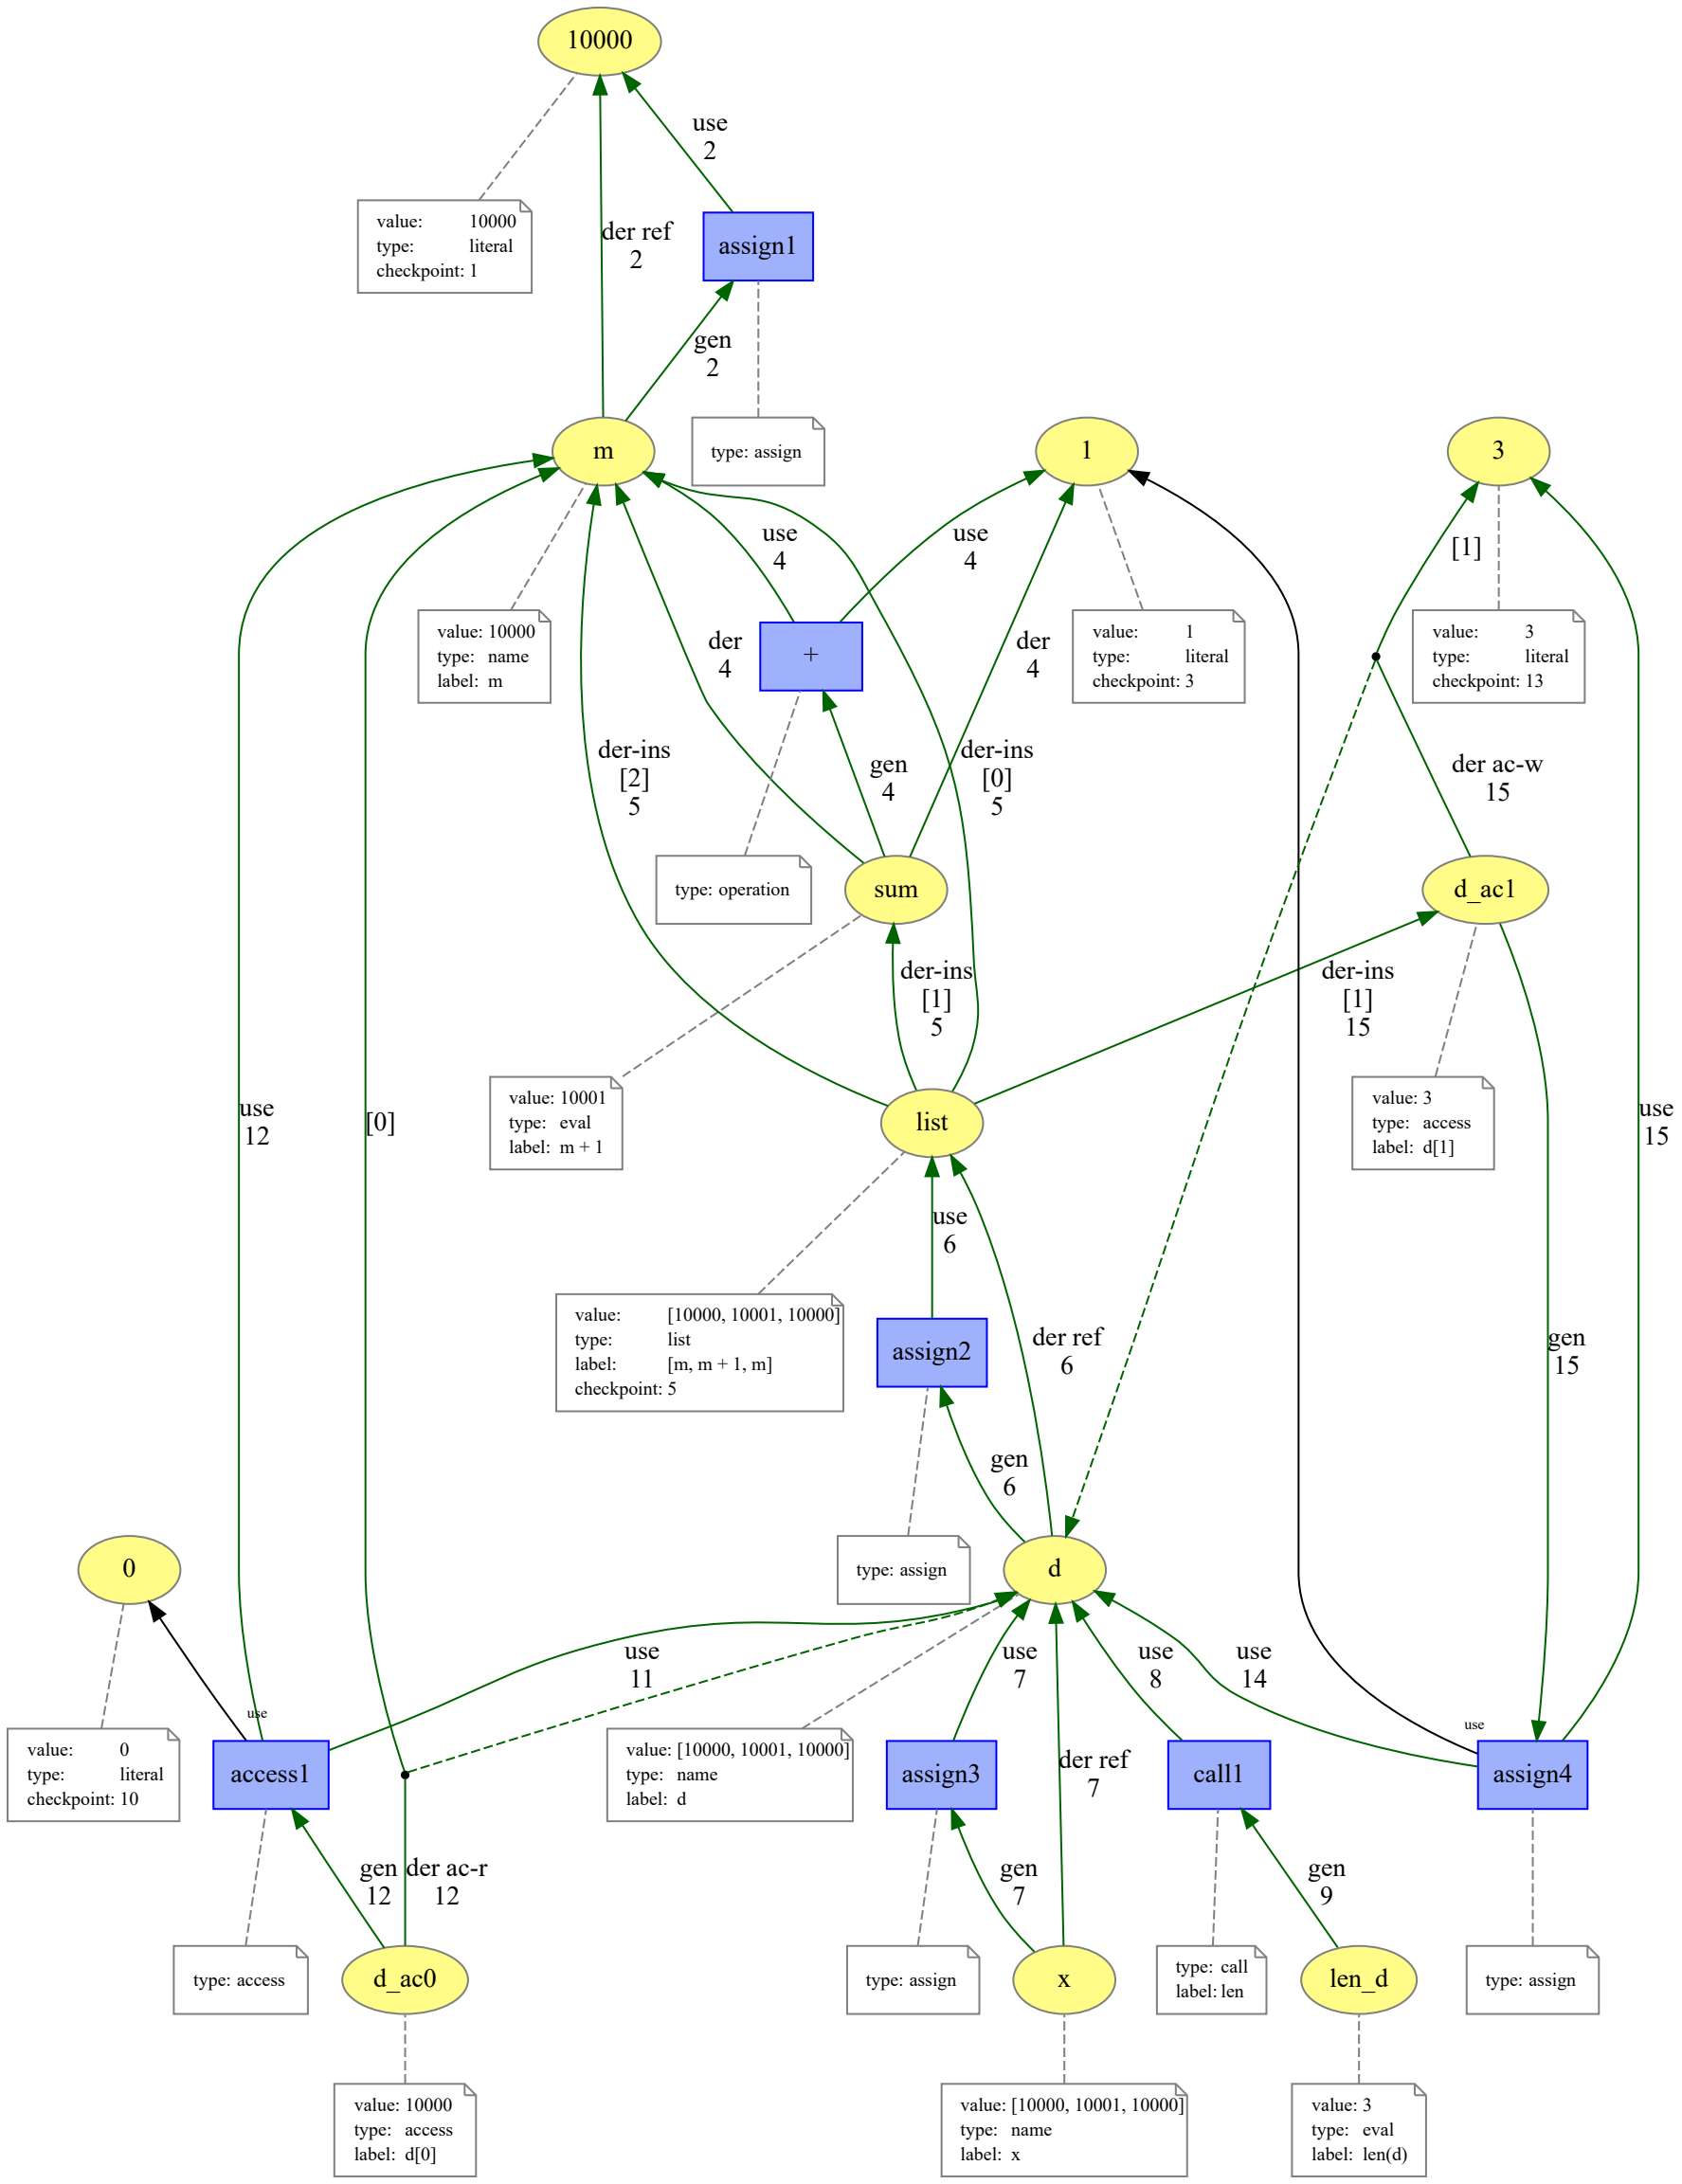 10000
use
2
value: 10000
type: literal
checkpoint: 1
der ref
2
assign1
gen
2
m
type: assign
1
3
use
4
use
4
[1]
value: 10000
type: name
label: m
der
4
+
der
4
value: 1
type: literal
checkpoint: 3
value: 3
type: literal
checkpoint: 13
der-ins
[2]
5
gen
4
der-ins
[0]
5
der ac-w
15
type: operation
sum
d_ac1
der-ins
[1]
5
der-ins
[1]
15
use
12
[0]
value: 10001
type: eval
label: m + 1
list
value: 3
type: access
label: d[1]
use
15
use
6
value: [10000, 10001, 10000]
type: list
label: [m, m + 1, m]
checkpoint: 5
assign2
der ref
6
gen
15
gen
6
0
type: assign
d
use
11
use
7
use
8
use
14
use
use
value: 0
type: literal
checkpoint: 10
access1
value: [10000, 10001, 10000]
type: name
label: d
assign3
der ref
7
call1
assign4
gen
12
der ac-r
12
gen
7
gen
9
type: access
d_ac0
type: assign
x
type: call
label: len
len_d
type: assign
value: 10000
type: access
label: d[0]
value: [10000, 10001, 10000]
type: name
label: x
value: 3
type: eval
label: len(d)